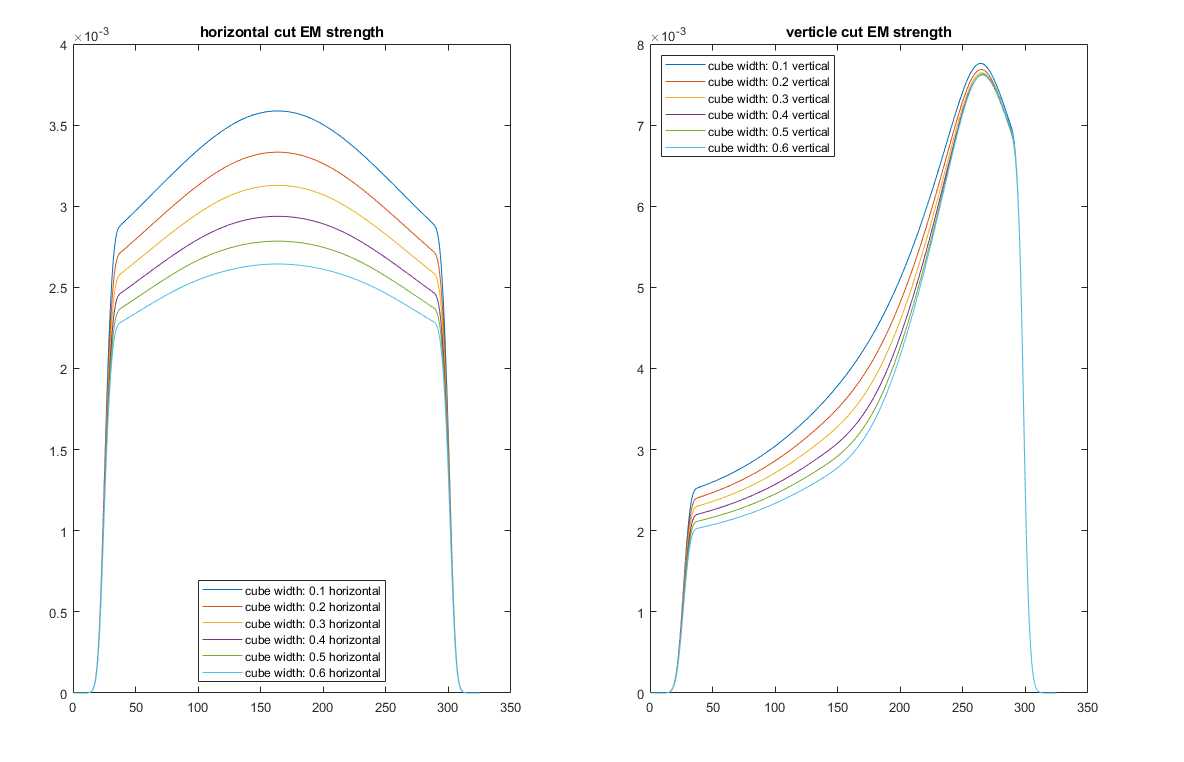 horizontal cut EM strength
×10-3
4
3.5
3
2.5
2
1.5
1
0.5
0
0 50 100 150 200 250 300 350
cube width: 0.1 horizontal
cube width: 0.2 horizontal
cube width: 0.3 horizontal
cube width: 0.4 horizontal
cube width: 0.5 horizontal
cube width: 0.6 horizontal
verticle cut EM strength
×10-3
8
7
6
5
4
3
2
1
0
0 50 100 150 200 250 300 350
cube width: 0.1 vertical
cube width: 0.2 vertical
cube width: 0.3 vertical
cube width: 0.4 vertical
cube width: 0.5 vertical
cube width: 0.6 vertical